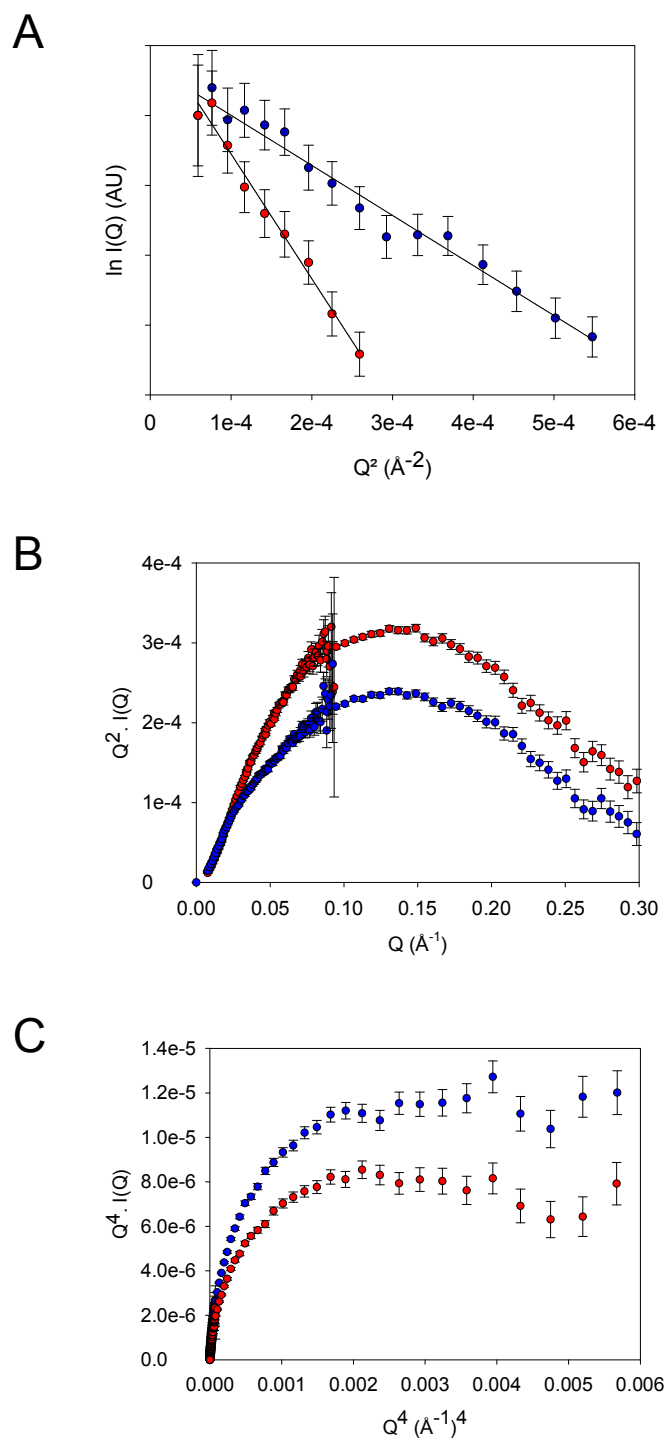 A
ln I(Q) (AU)
0 1e-4 2e-4 3e-4 4e-4 5e-4 6e-4
Q² (Å⁻²)
B
4e-4
3e-4
2e-4
1e-4
0
Q². I(Q)
0.00 0.05 0.10 0.15 0.20 0.25 0.30
Q (Å⁻¹)
C
1.4e-5
1.2e-5
1.0e-5
8.0e-6
6.0e-6
4.0e-6
2.0e-6
0.0
Q⁴. I(Q)
0.000 0.001 0.002 0.003 0.004 0.005 0.006
Q⁴ (Å⁻¹)⁴